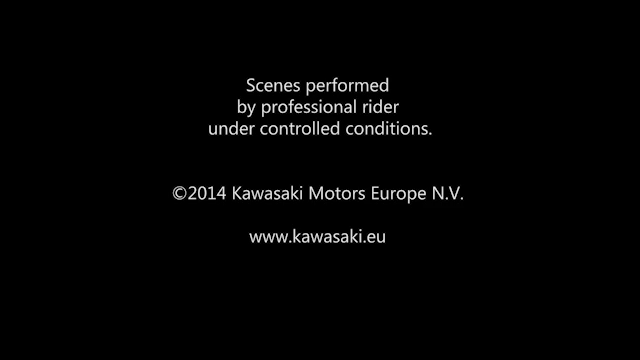 Scenes performed
by professional rider
under controlled conditions.
©2014 Kawasaki Motors Europe N.V.
www.kawasaki.eu